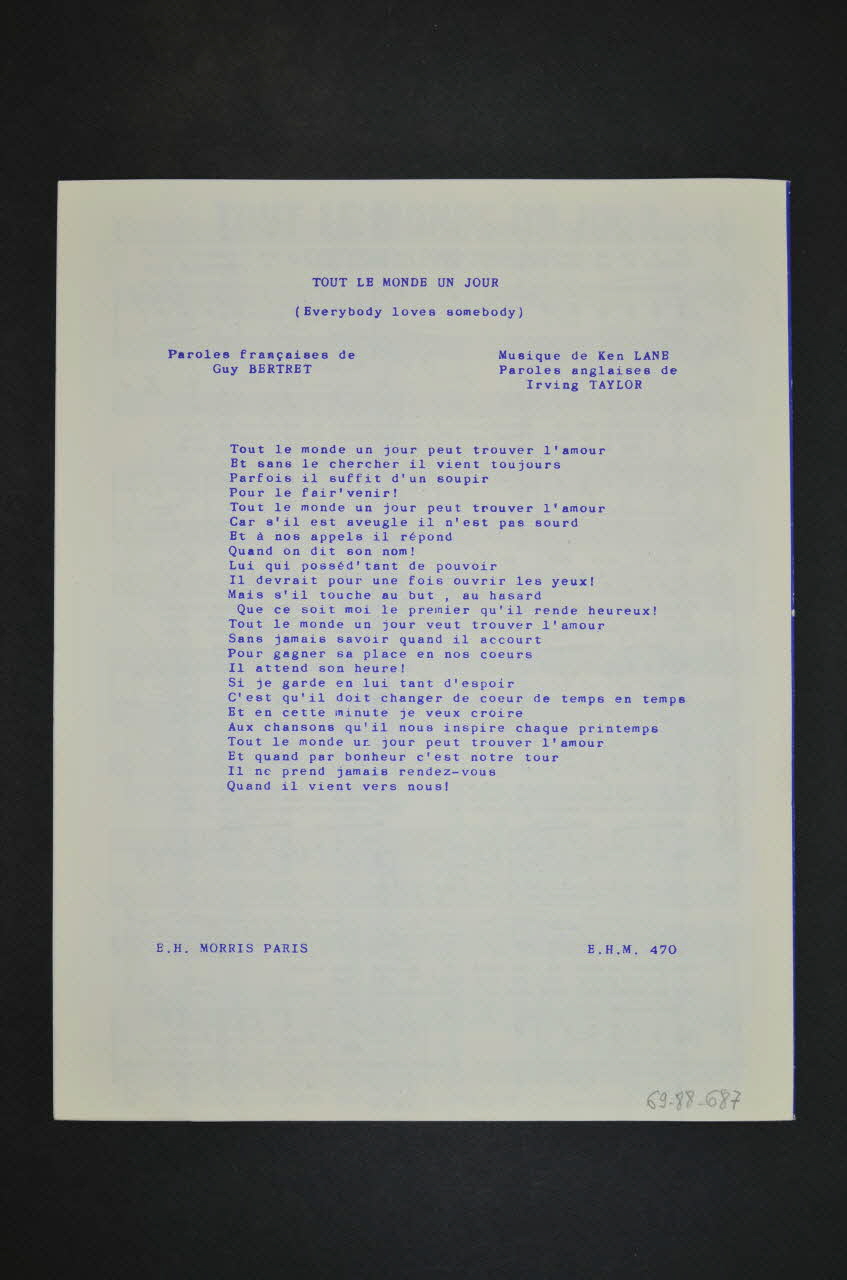 TOUT LE MONDE UN JOUR
(Everybody loves somebody)
Paroles françaises de
Guy BERTRET
Musique de Ken LANE
Paroles anglaises de
Irving TAYLOR
Tout le monde un jour peut trouver l'amour
Et sans le chercher il vient toujours
Parfois il suffit d'un soupir
Pour le fair'venir!
Tout le monde un jour peut trouver l'amour
Car s'il est aveugle il n'est pas sourd
Et à nos appels il répond
Quand on dit son nom!
Lui qui posséd'tant de pouvoir
Il devrait pour une fois ouvrir les yeux!
Mais s'il touche au but , au hasard
Que ce soit moi le premier qu'il rende heureux!
Tout le monde un jour veut trouver l'amour
Sans jamais savoir quand il accourt
Pour gagner sa place en nos coeurs
Il attend son heure!
Si je garde en lui tant d'espoir
C'est qu'il doit changer de coeur de temps en temps
Et en cette minute je veux croire
Aux chansons qu'il nous inspire chaque printemps
Tout le monde un jour peut trouver l'amour
Et quand par bonheur c'est notre tour
Il ne prend jamais rendez-vous
Quand il vient vers nous!
E.H. MORRIS PARIS
E.H.M. 470
69-88-687